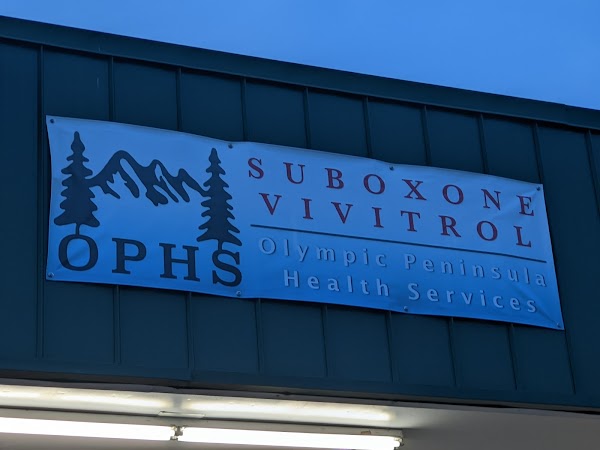 OPHS
SUBOXONE
VIVITROL
Olympic Peninsula
Health Services